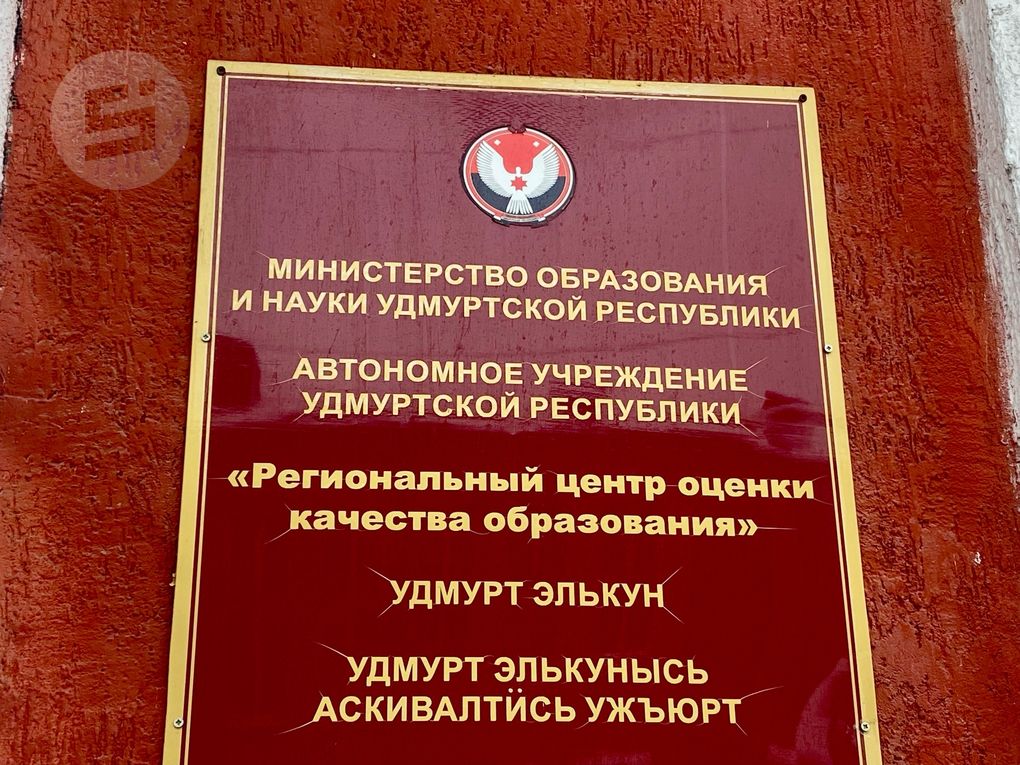 МИНИСТЕРСТВО ОБРАЗОВАНИЯ
И НАУКИ УДМУРТСКОЙ РЕСПУБЛИКИ
АВТОНОМНОЕ УЧРЕЖДЕНИЕ
УДМУРТСКОЙ РЕСПУБЛИКИ
«Региональный центр оценки
качества образования»
УДМУРТ ЭЛЬКУН
УДМУРТ ЭЛЬКУНЫСЬ
АСКИВАЛТӤСЬ УЖЪЮРТ